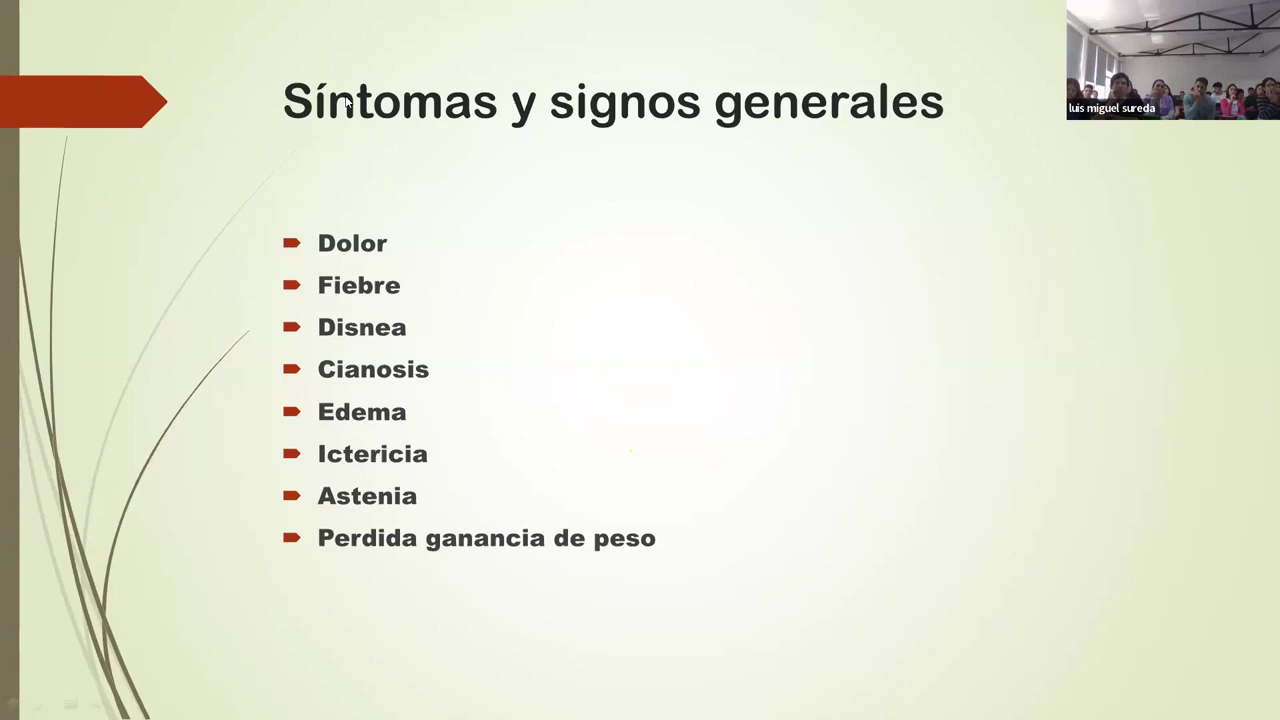 Síntomas y signos generales
luis miguel sureda
Dolor
Fiebre
Disnea
Cianosis
Edema
Ictericia
Astenia
Perdida ganancia de peso